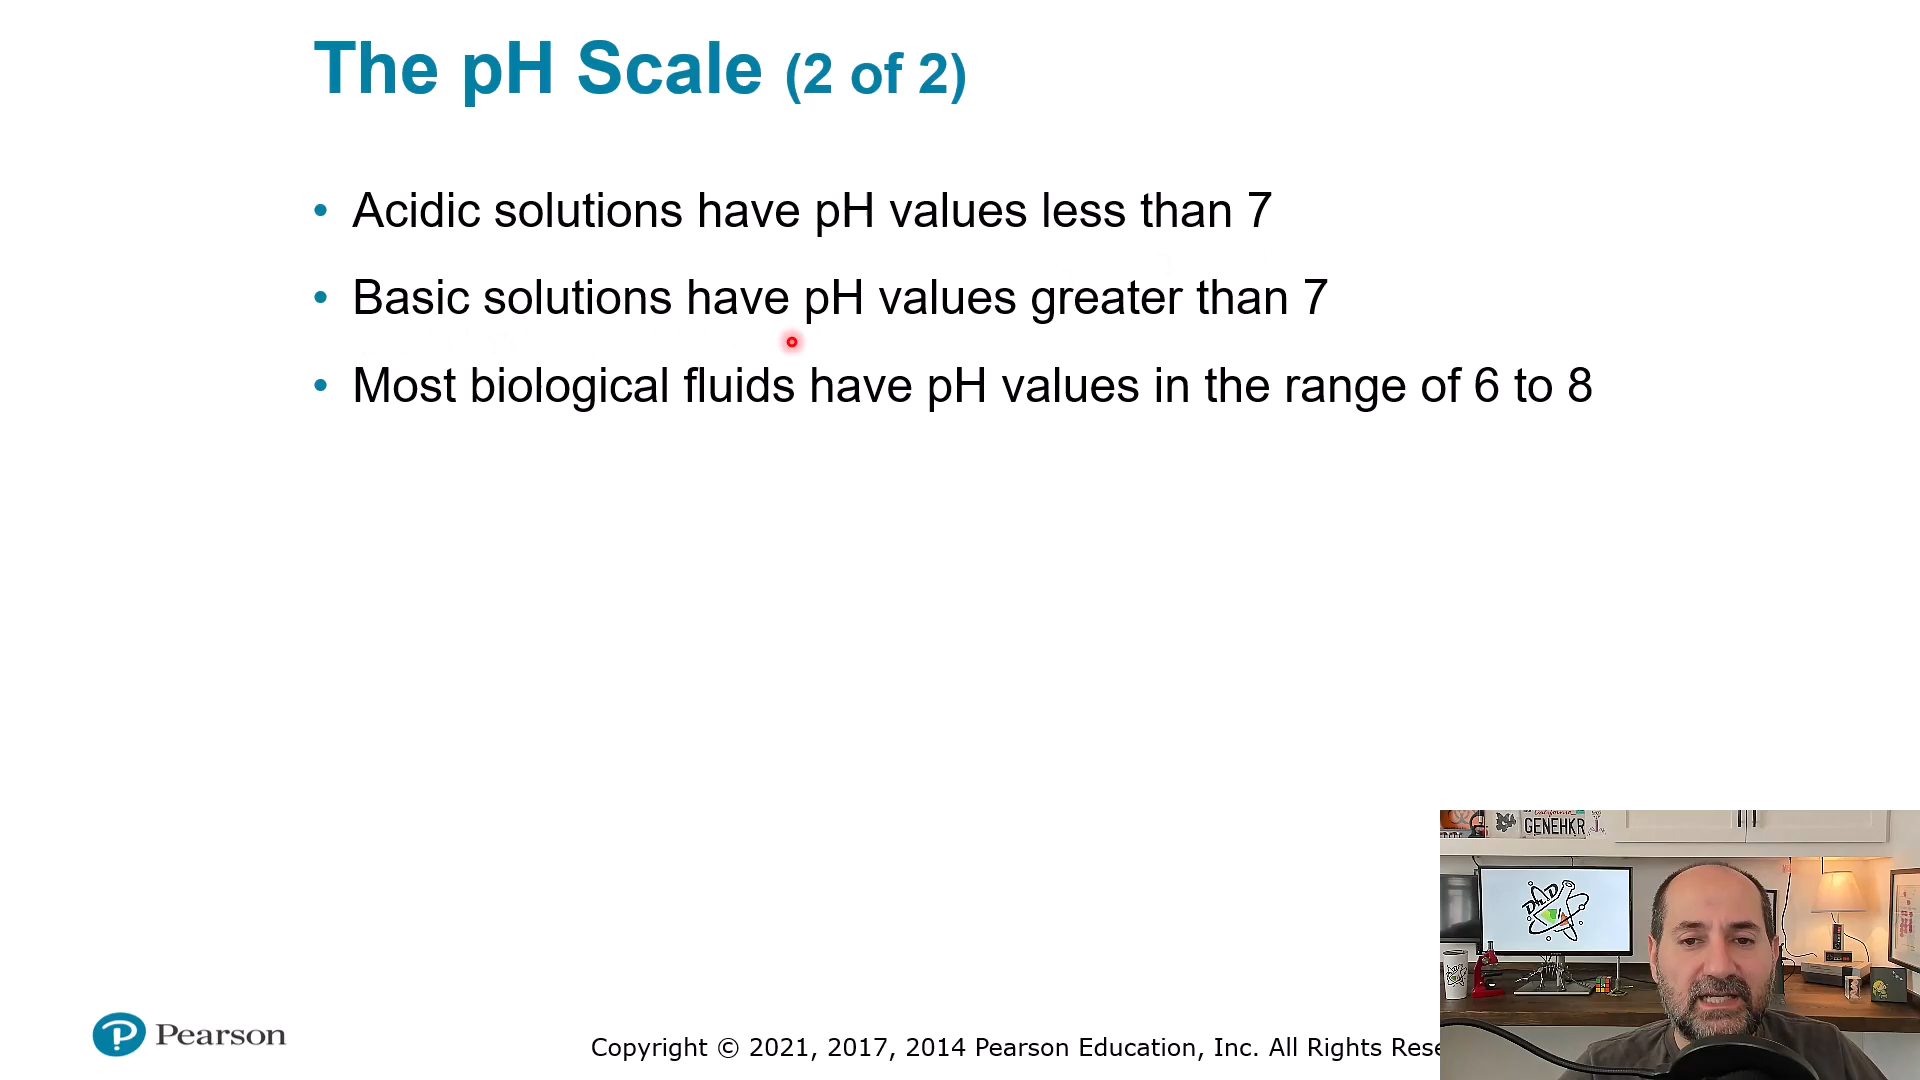 The pH Scale (2 of 2)
• Acidic solutions have pH values less than 7
• Basic solutions have pH values greater than 7
• Most biological fluids have pH values in the range of 6 to 8
Pearson
Copyright © 2021, 2017, 2014 Pearson Education, Inc. All Rights Rese
California
GENEHKR